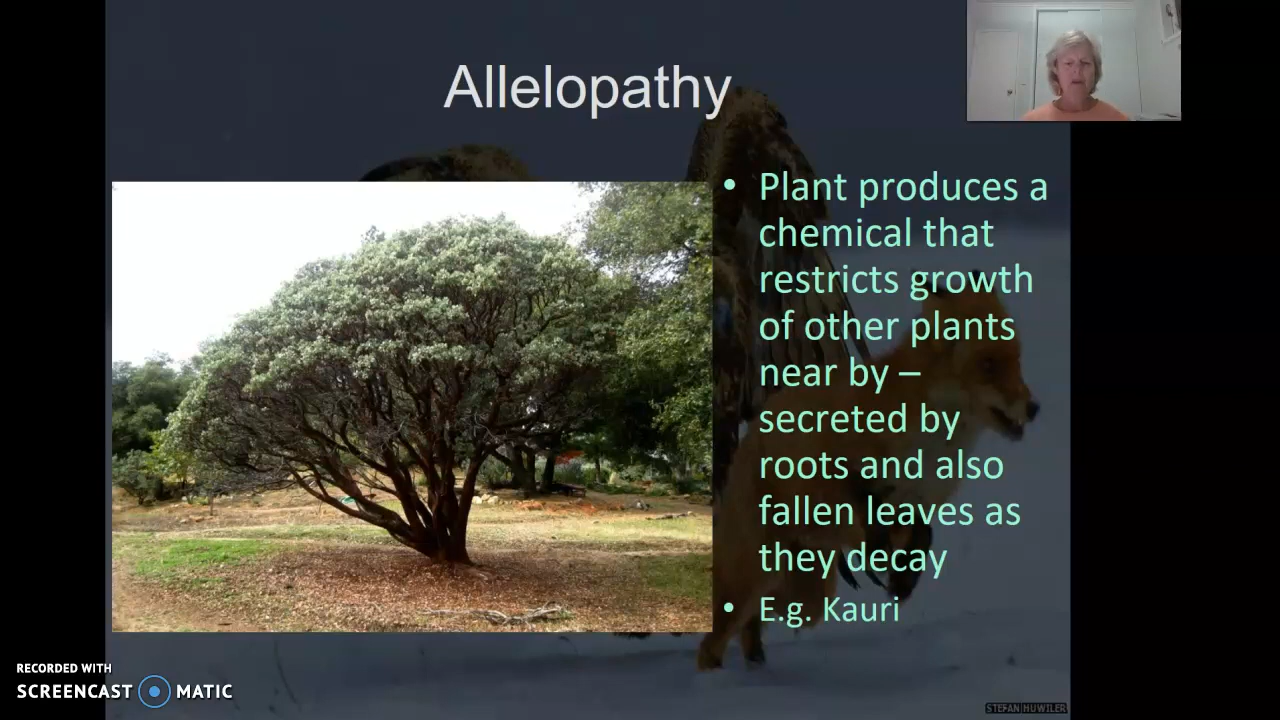 Allelopathy
• Plant produces a
chemical that
restricts growth
of other plants
near by –
secreted by
roots and also
fallen leaves as
they decay
• E.g. Kauri
RECORDED WITH
SCREENCAST MATIC
STEFAN HUWILER